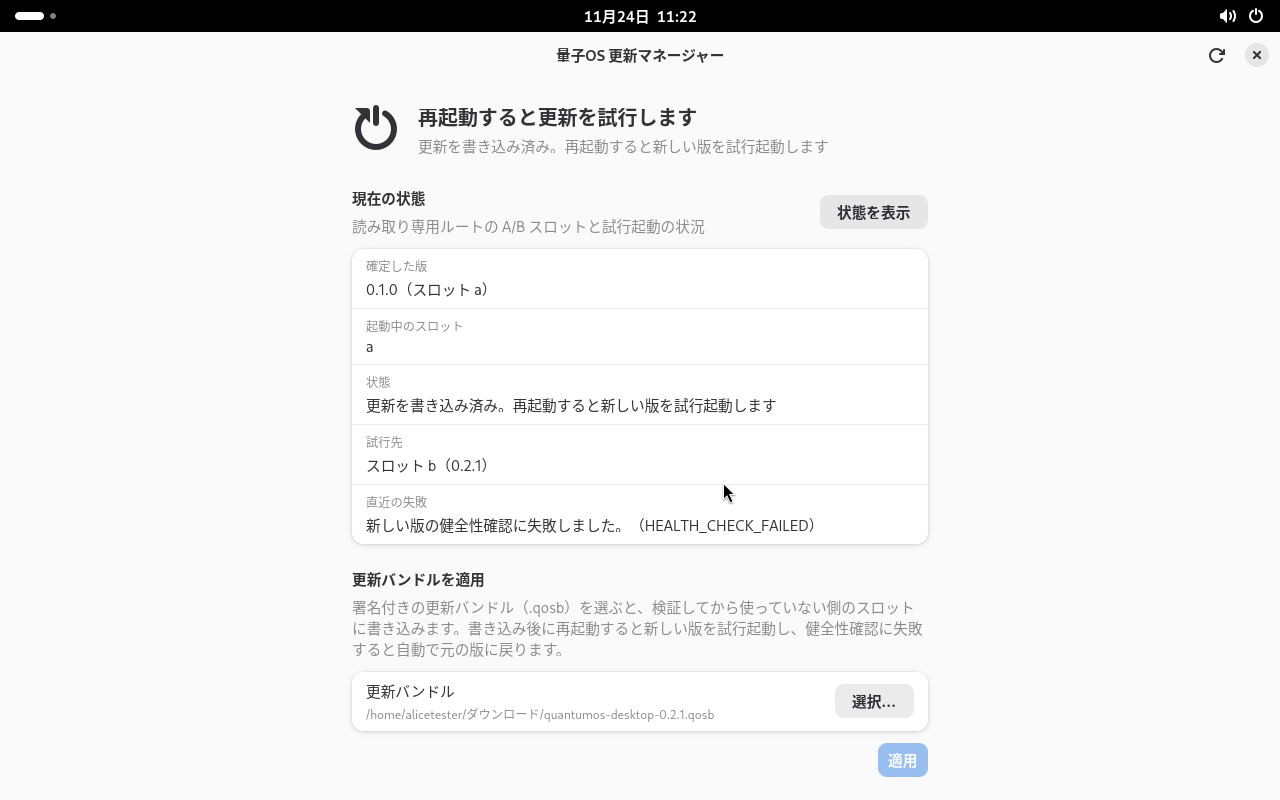 11月24日 11:22
量子OS 更新マネージャー
再起動すると更新を試行します
更新を書き込み済み。再起動すると新しい版を試行起動します
現在の状態
読み取り専用ルートの A/B スロットと試行起動の状況
状態を表示
確定した版
0.1.0（スロット a）
起動中のスロット
a
状態
更新を書き込み済み。再起動すると新しい版を試行起動します
試行先
スロット b（0.2.1）
直近の失敗
新しい版の健全性確認に失敗しました。（HEALTH_CHECK_FAILED）
更新バンドルを適用
署名付きの更新バンドル（.qosb）を選ぶと、検証してから使っていない側のスロット
に書き込みます。書き込み後に再起動すると新しい版を試行起動し、健全性確認に失敗
すると自動で元の版に戻ります。
更新バンドル
/home/alicetester/ダウンロード/quantumos-desktop-0.2.1.qosb
選択...
適用